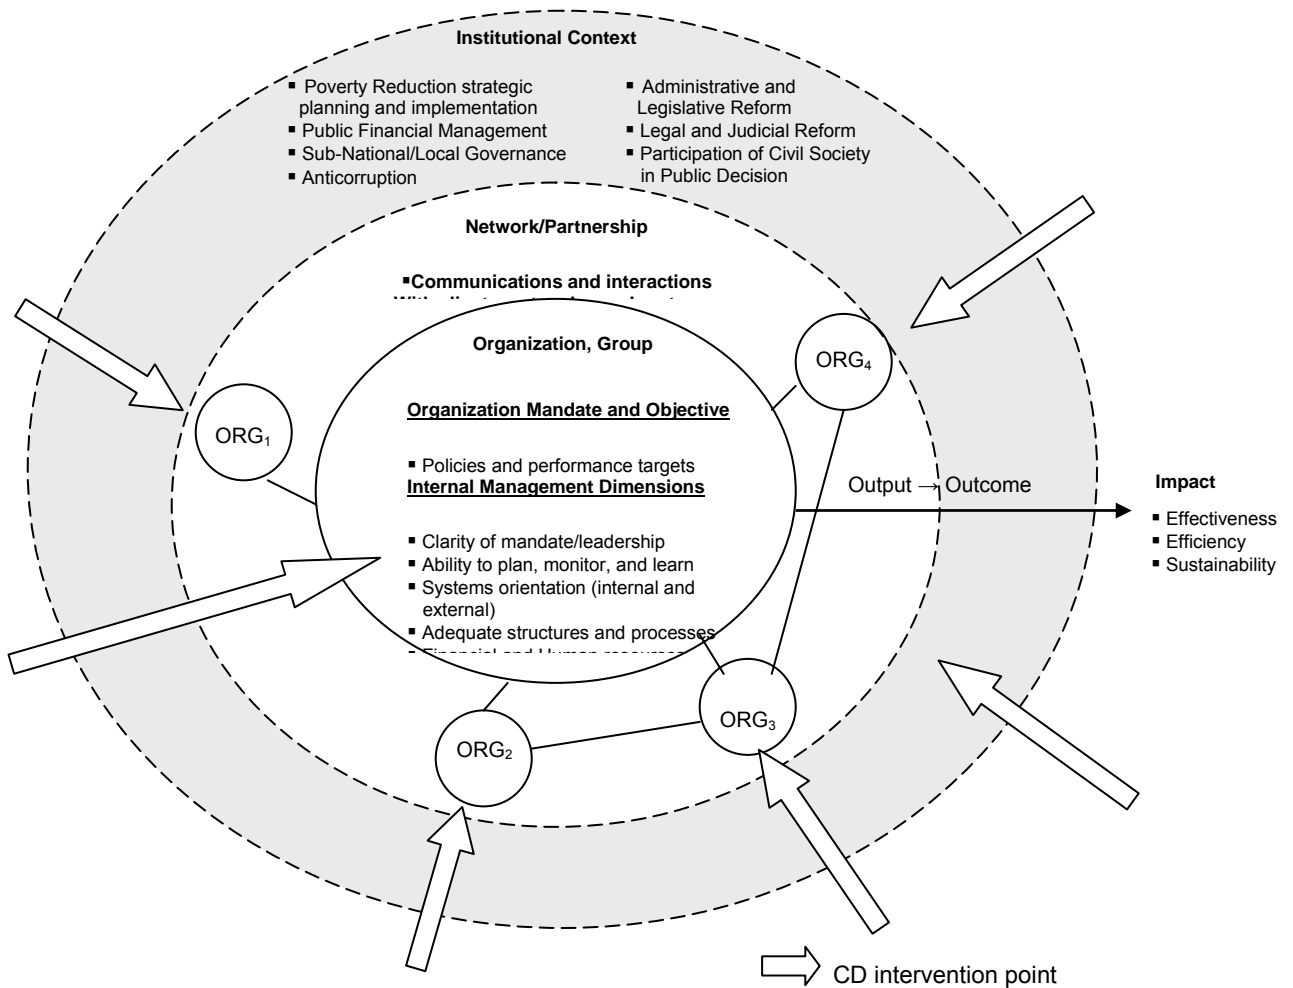 Institutional Context
▪ Poverty Reduction strategic
planning and implementation
▪ Public Financial Management
▪ Sub-National/Local Governance
▪ Anticorruption
▪ Administrative and
Legislative Reform
▪ Legal and Judicial Reform
▪ Participation of Civil Society
in Public Decision
Network/Partnership
▪Communications and interactions
Organization, Group
Organization Mandate and Objective
▪ Policies and performance targets
Internal Management Dimensions
▪ Clarity of mandate/leadership
▪ Ability to plan, monitor, and learn
▪ Systems orientation (internal and
external)
▪ Adequate structures and processes
▪ Financial and Human resources
ORG1
ORG2
ORG3
ORG4
Output → Outcome
Impact
▪ Effectiveness
▪ Efficiency
▪ Sustainability
CD intervention point